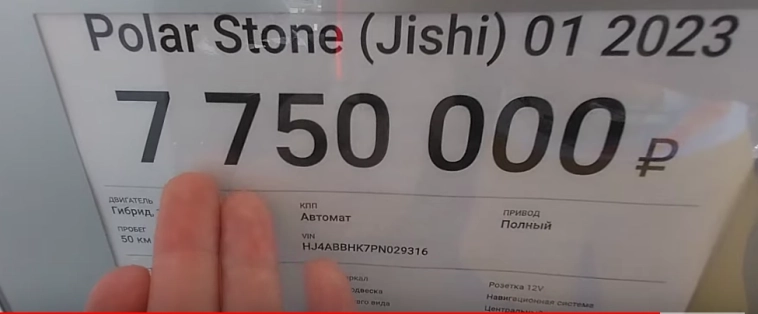 Polar Stone (Jishi) 01 2023
7 750 000 ₽
ДВИГАТЕЛЬ
Гибрид,
КПП
Автомат
ПРИВОД
Полный
ПРОБЕГ
50 км
VIN
HJ4ABBHK7PN029316
Розетка 12V
Навигационная система